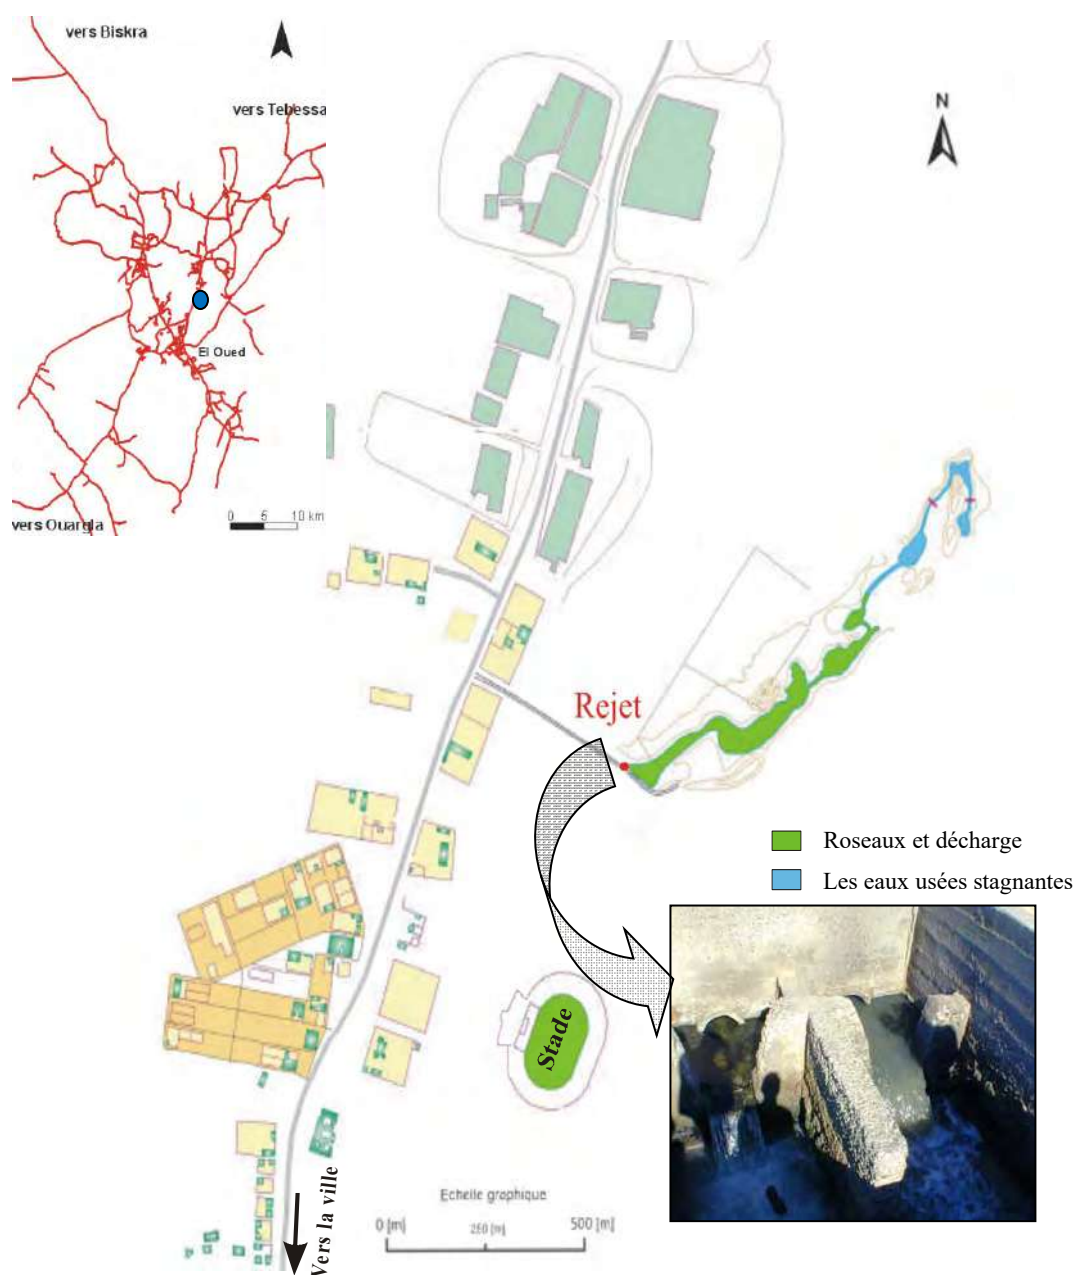 vers Biskra
vers Tebessa
N
El Oued
0 5 10 km
vers Ouargla
Rejet
Roseaux et décharge
Les eaux usées stagnantes
Stade
Echelle graphique
0 [m] 250 [m] 500 [m]
Vers la ville